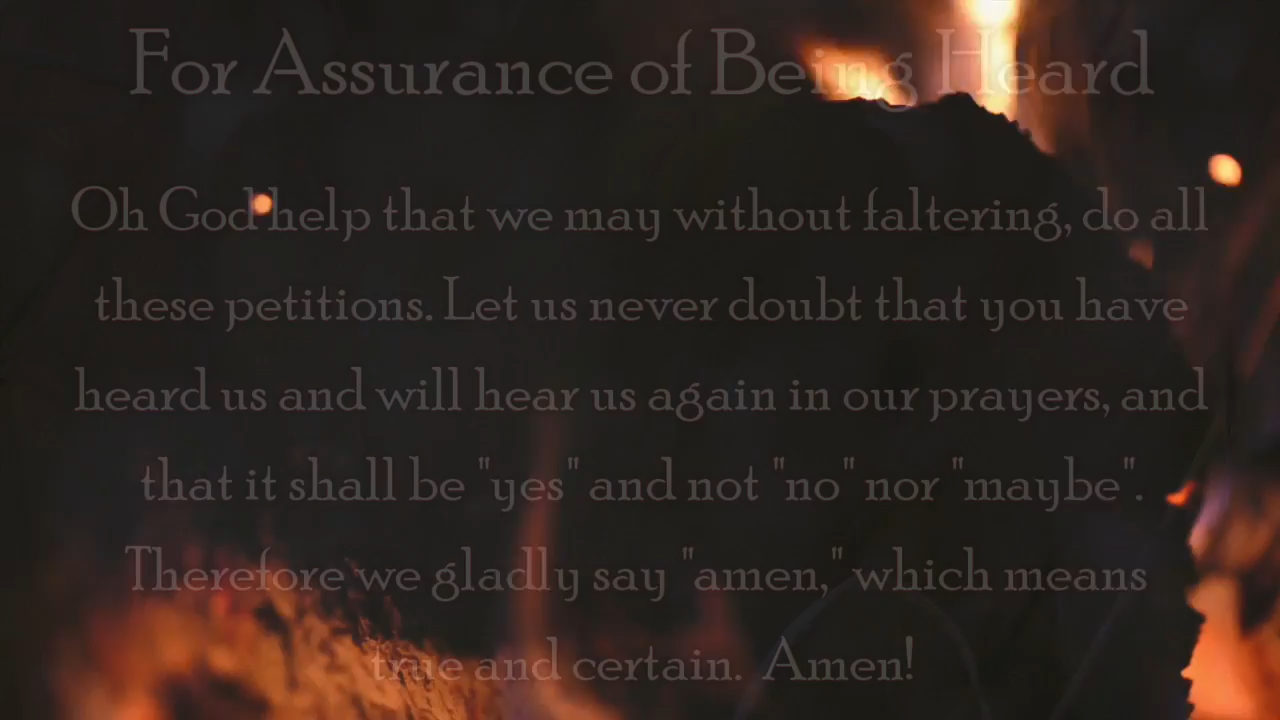 For Assurance of Being Heard
Oh God help that we may without faltering, do all
these petitions. Let us never doubt that you have
heard us and will hear us again in our prayers, and
that it shall be "yes" and not "no" nor "maybe".
Therefore we gladly say "amen," which means
true and certain. Amen!